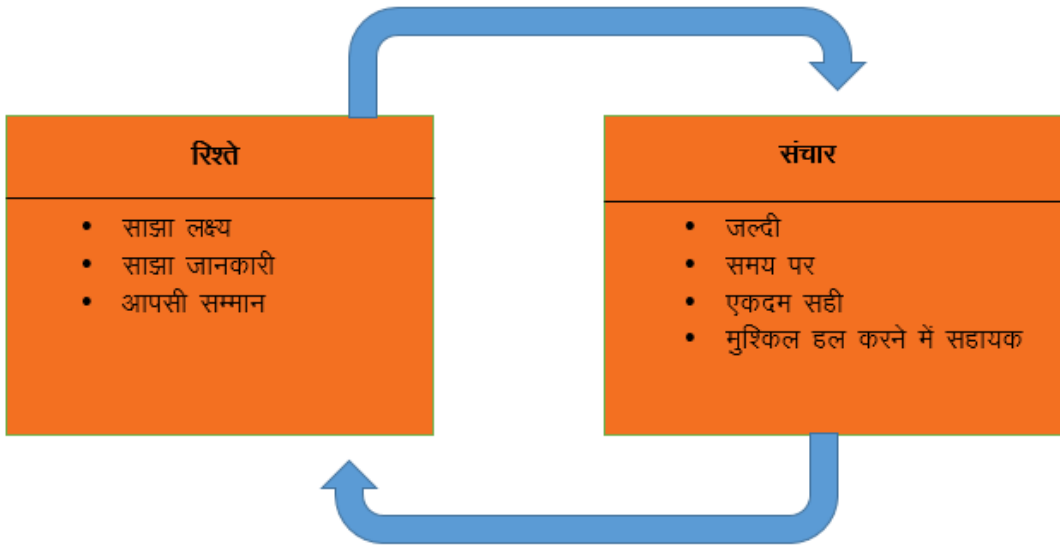 रिश्ते
• साझा लक्ष्य
• साझा जानकारी
• आपसी सम्मान
संचार
• जल्दी
• समय पर
• एकदम सही
• मुश्किल हल करने में सहायक